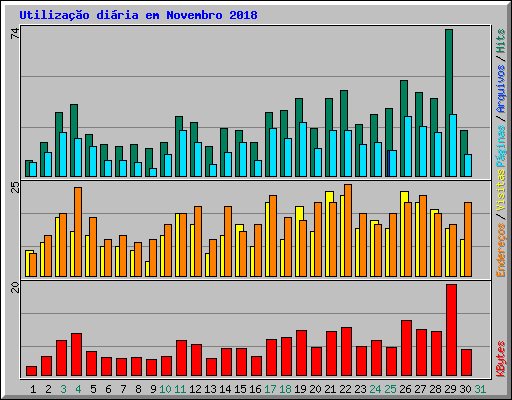 Utilização diária em Novembro 2018
74
25
20
Endereços / Visitas Páginas / Arquivos / Hits
KBytes
1 2 3 4 5 6 7 8 9 10 11 12 13 14 15 16 17 18 19 20 21 22 23 24 25 26 27 28 29 30 31